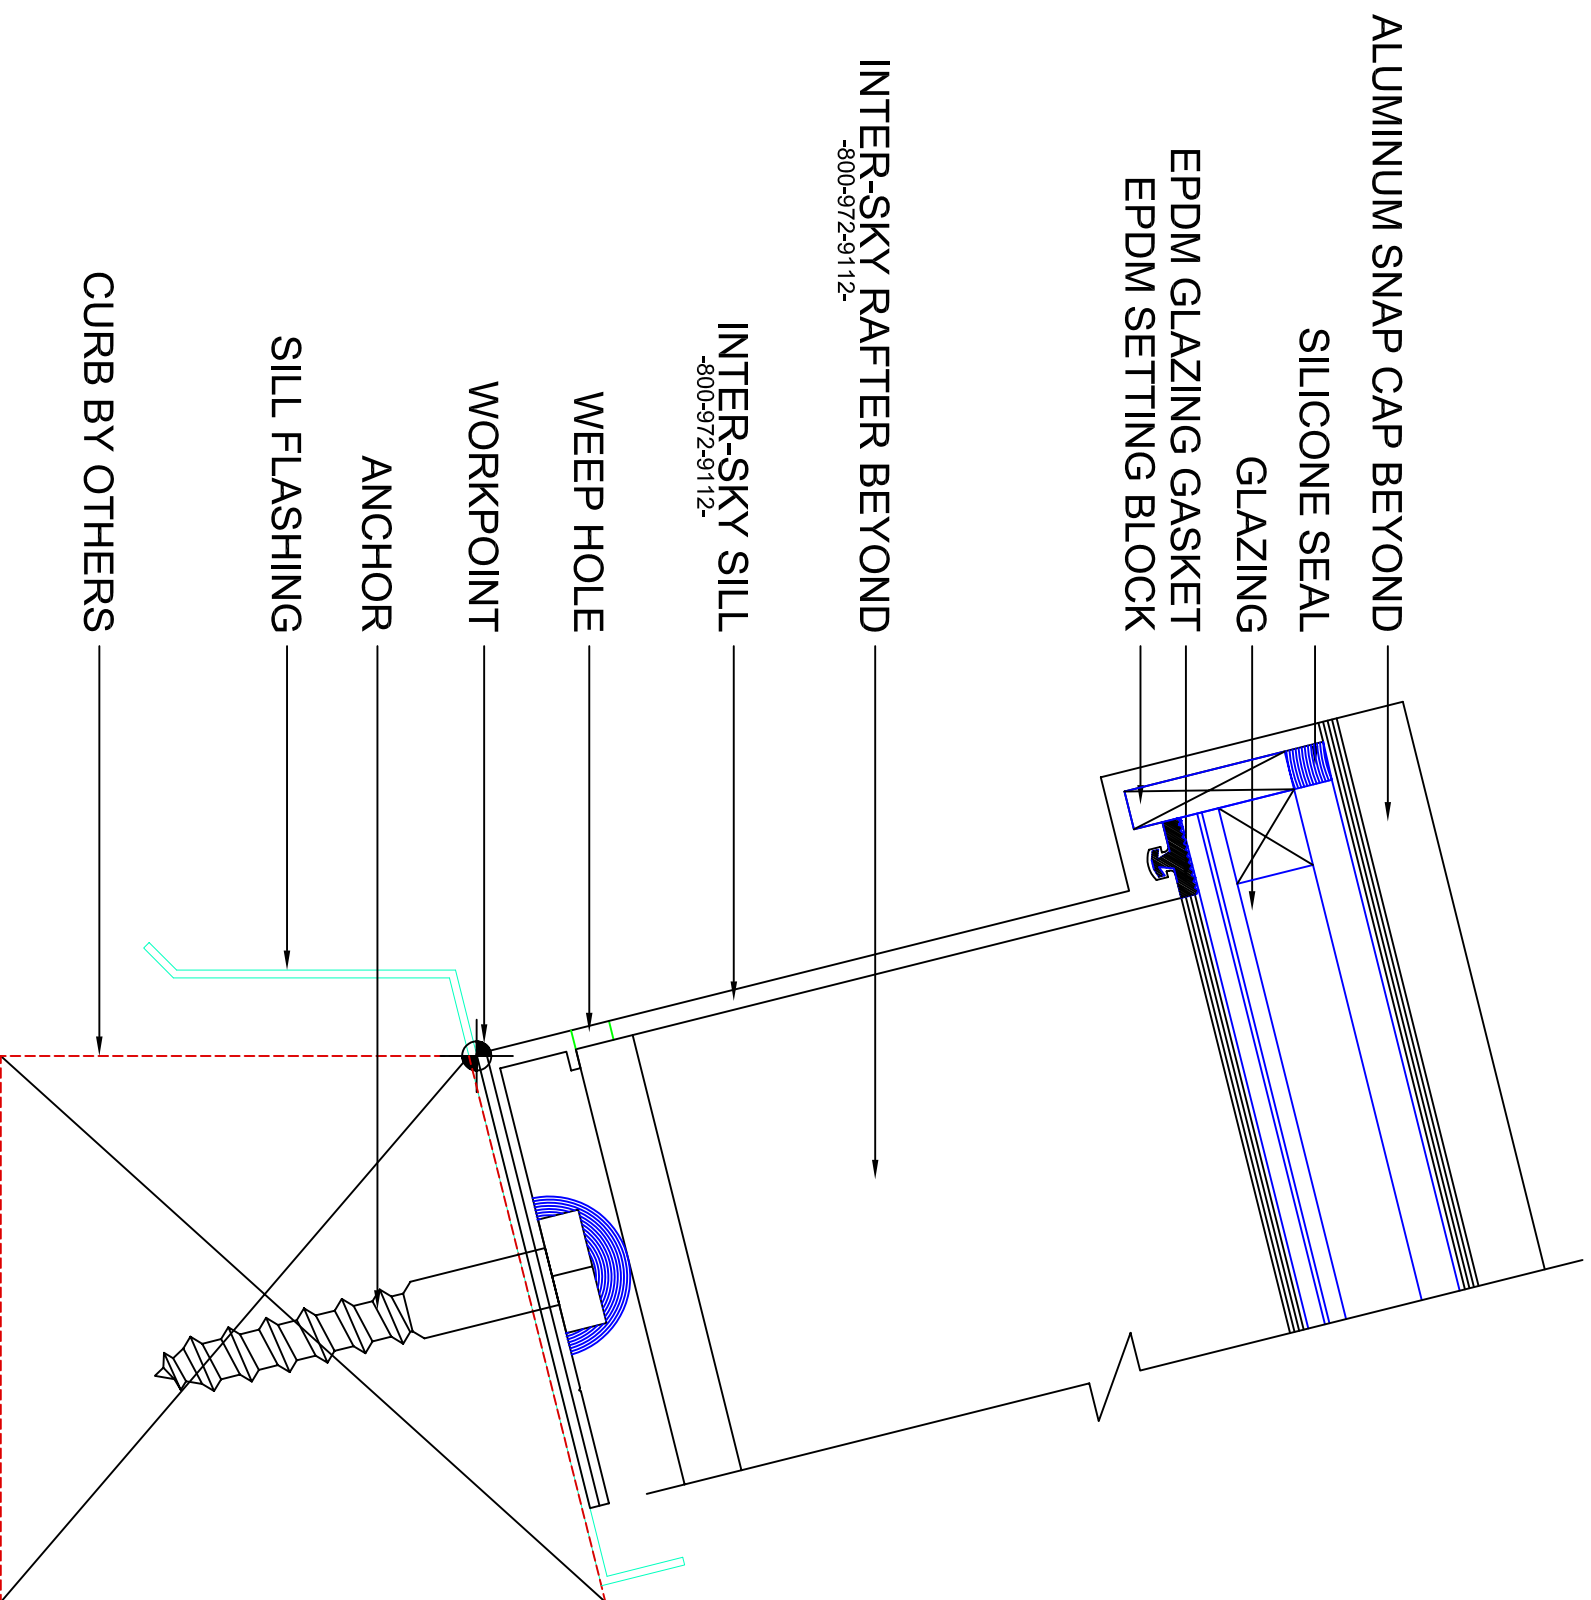 ALUMINUM SNAP CAP BEYOND
SILICONE SEAL
GLAZING
EPDM GLAZING GASKET
EPDM SETTING BLOCK
INTER-SKY RAFTER BEYOND
-800-972-9112-
INTER-SKY SILL
-800-972-9112-
WEEP HOLE
WORKPOINT
ANCHOR
SILL FLASHING
CURB BY OTHERS